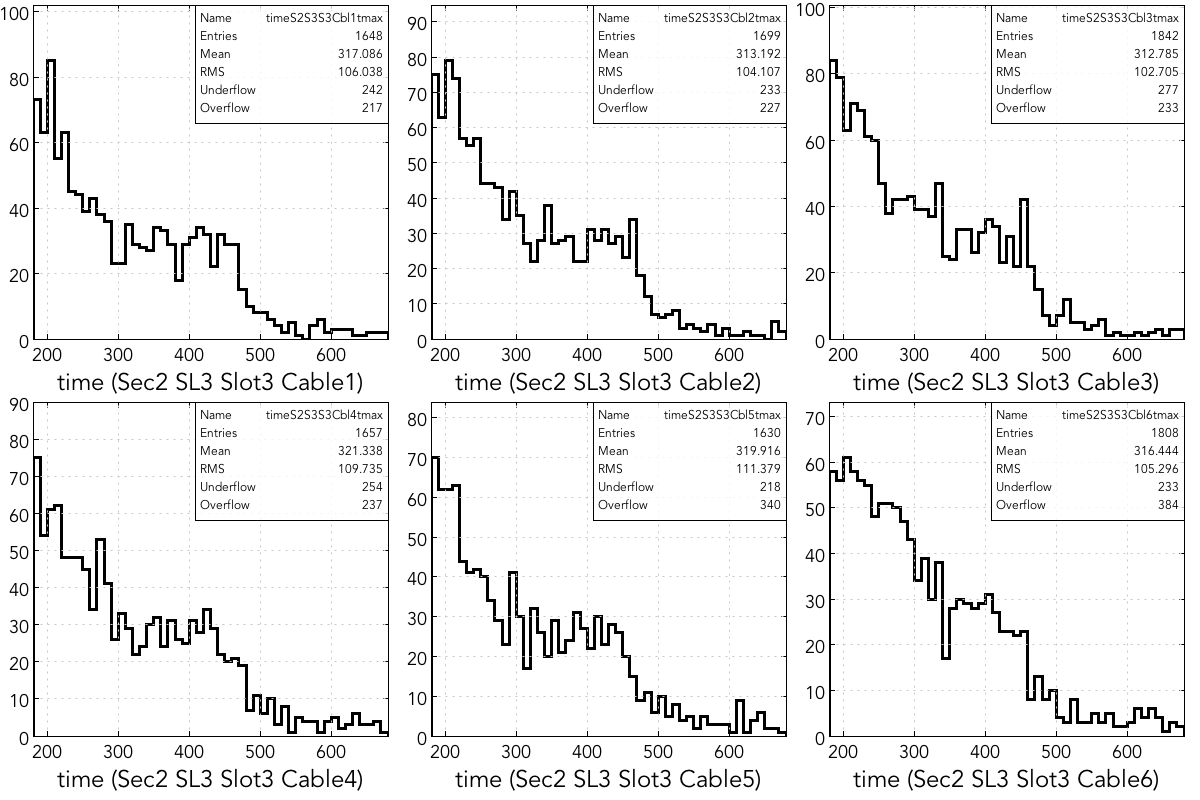 100
80
60
40
20
0
200 300 400 500 600
time (Sec2 SL3 Slot3 Cable1)
Name timeS2S3S3Cbl1tmax
Entries 1648
Mean 317.086
RMS 106.038
Underflow 242
Overflow 217
90
80
70
60
50
40
30
20
10
0
200 300 400 500 600
time (Sec2 SL3 Slot3 Cable2)
Name timeS2S3S3Cbl2tmax
Entries 1699
Mean 313.192
RMS 104.107
Underflow 233
Overflow 227
100
80
60
40
20
0
200 300 400 500 600
time (Sec2 SL3 Slot3 Cable3)
Name timeS2S3S3Cbl3tmax
Entries 1842
Mean 312.785
RMS 102.705
Underflow 277
Overflow 233
90
80
70
60
50
40
30
20
10
0
200 300 400 500 600
time (Sec2 SL3 Slot3 Cable4)
Name timeS2S3S3Cbl4tmax
Entries 1657
Mean 321.338
RMS 109.735
Underflow 254
Overflow 237
80
70
60
50
40
30
20
10
0
200 300 400 500 600
time (Sec2 SL3 Slot3 Cable5)
Name timeS2S3S3Cbl5tmax
Entries 1630
Mean 319.916
RMS 111.379
Underflow 218
Overflow 340
70
60
50
40
30
20
10
0
200 300 400 500 600
time (Sec2 SL3 Slot3 Cable6)
Name timeS2S3S3Cbl6tmax
Entries 1808
Mean 316.444
RMS 105.296
Underflow 233
Overflow 384